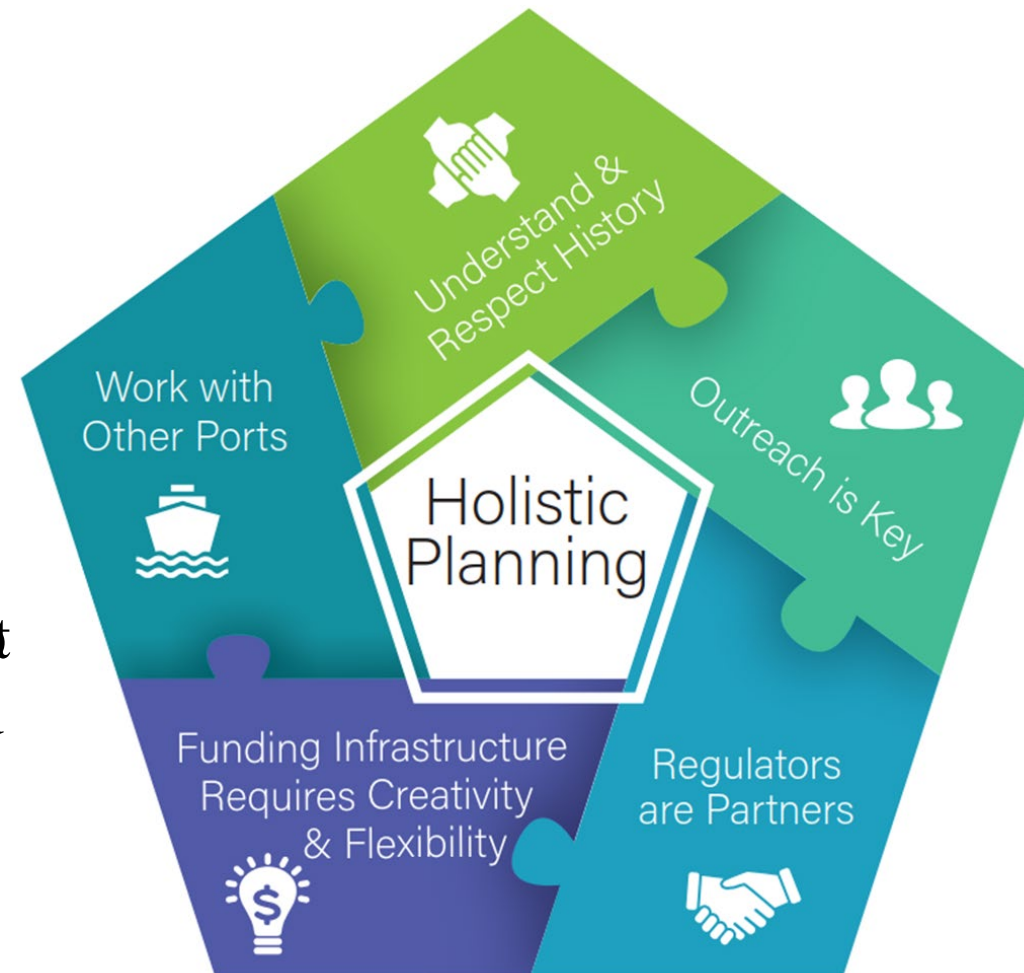 Understand &
Respect History
Outreach is Key
Work with
Other Ports
Holistic
Planning
Funding Infrastructure
Requires Creativity
& Flexibility
Regulators
are Partners
$